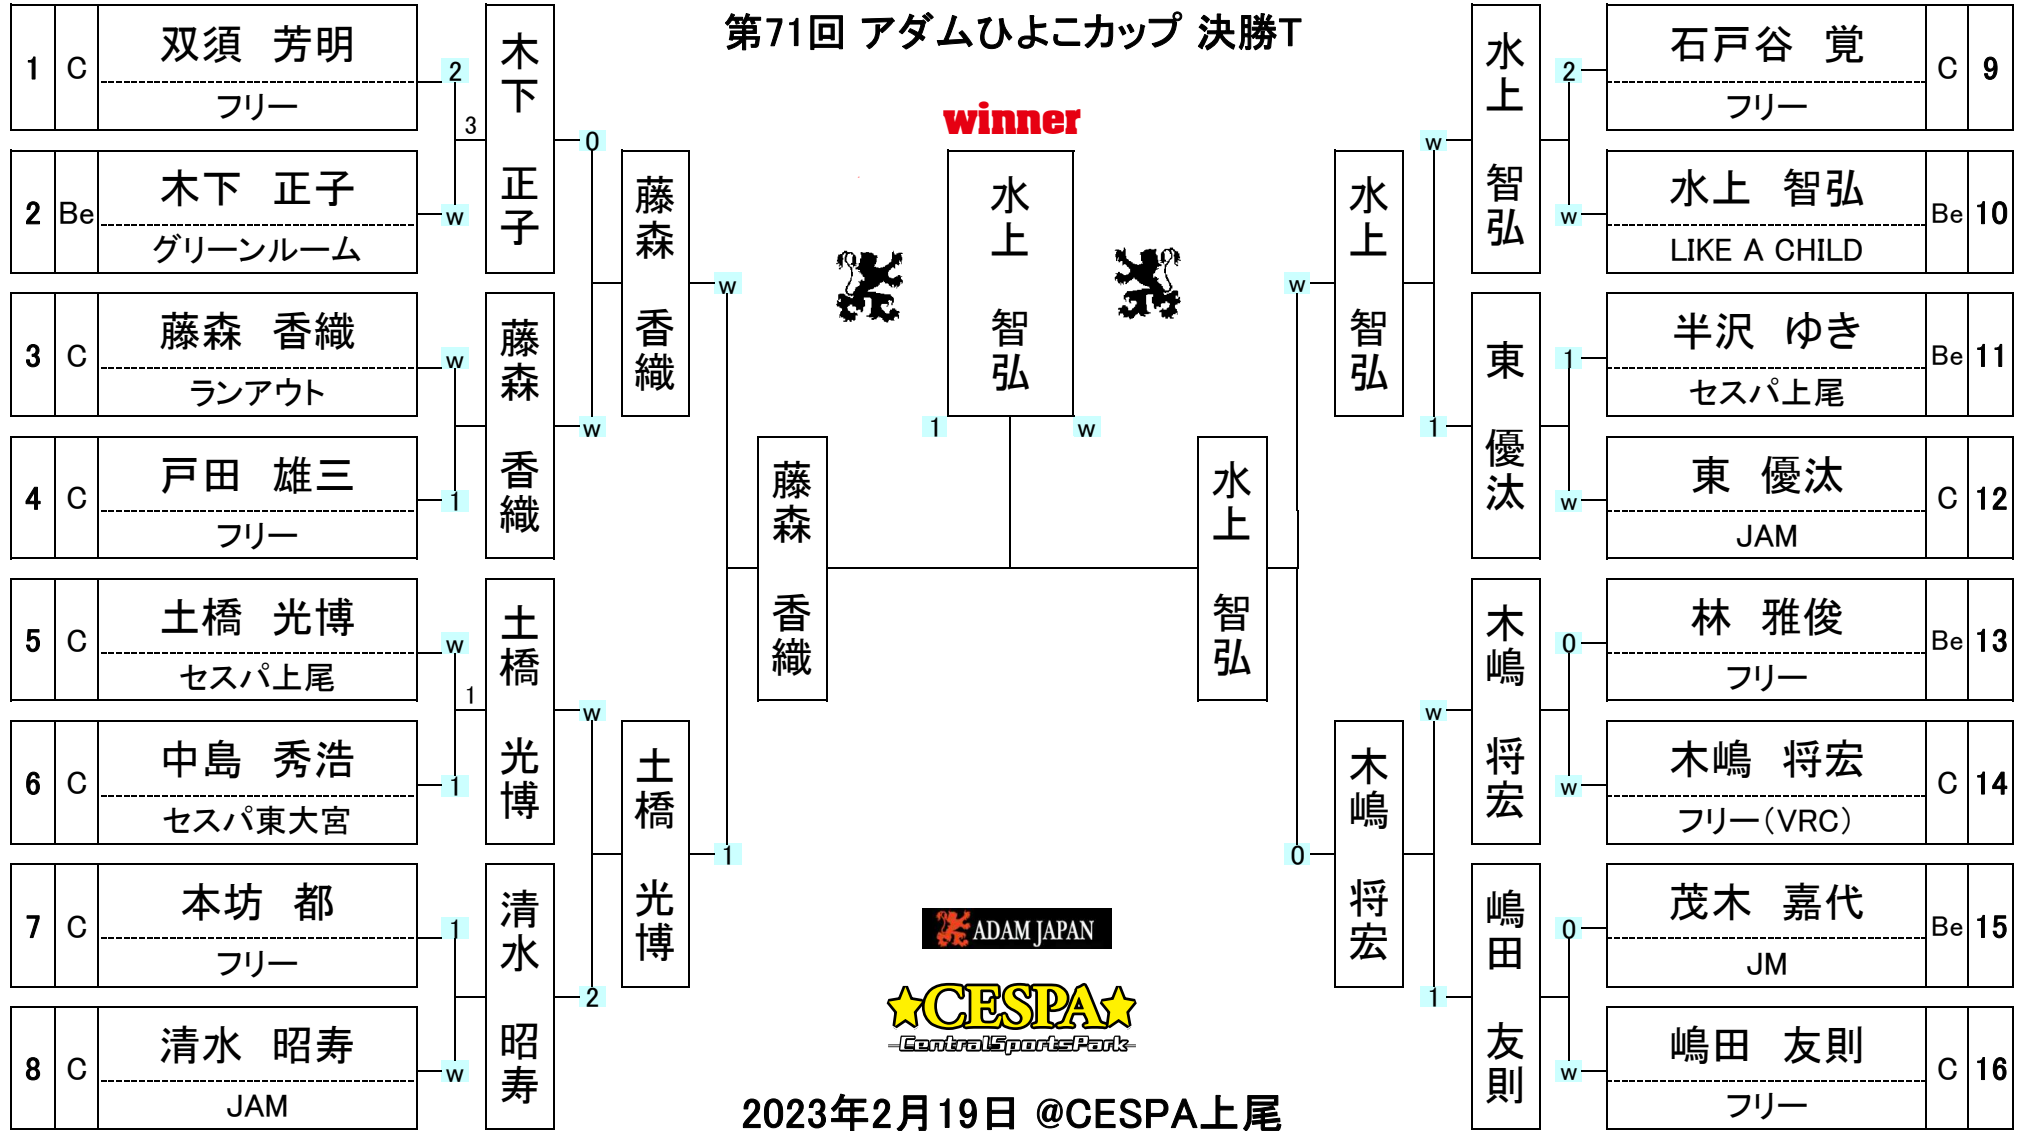 第71回 アダムひよこカップ 決勝T
winner
水上 智弘
1
w
1 C 双須 芳明
フリー
2
2 Be 木下 正子
グリーンルーム
w
3
木下 正子
0
3 C 藤森 香織
ランアウト
w
4 C 戸田 雄三
フリー
1
藤森 香織
w
藤森 香織
w
5 C 土橋 光博
セスパ上尾
w
6 C 中島 秀浩
セスパ東大宮
1
1
土橋 光博
w
7 C 本坊 都
フリー
1
8 C 清水 昭寿
JAM
w
清水 昭寿
2
土橋 光博
1
藤森 香織
水上 智弘
石戸谷 覚 C 9
フリー
2
水上 智弘 Be 10
LIKE A CHILD
w
水上 智弘
w
半沢 ゆき Be 11
セスパ上尾
1
東 優汰 C 12
JAM
w
東 優汰
1
水上 智弘
w
林 雅俊 Be 13
フリー
0
木嶋 将宏 C 14
フリー（VRC）
w
木嶋 将宏
w
茂木 嘉代 Be 15
JM
0
嶋田 友則 C 16
フリー
w
嶋田 友則
1
木嶋 将宏
0
ADAM JAPAN
CESPA
CentralSportsPark
2023年2月19日 @CESPA上尾